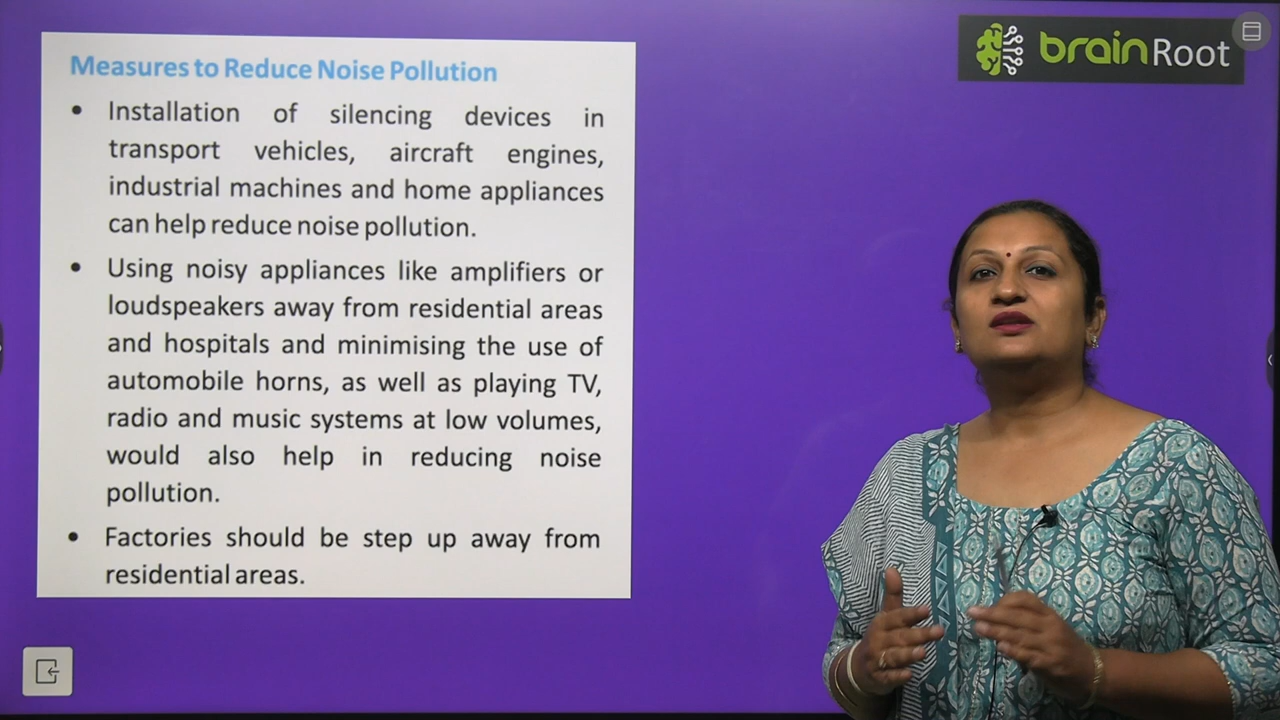 Measures to Reduce Noise Pollution
• Installation of silencing devices in
transport vehicles, aircraft engines,
industrial machines and home appliances
can help reduce noise pollution.
• Using noisy appliances like amplifiers or
loudspeakers away from residential areas
and hospitals and minimising the use of
automobile horns, as well as playing TV,
radio and music systems at low volumes,
would also help in reducing noise
pollution.
• Factories should be step up away from
residential areas.
brainRoot